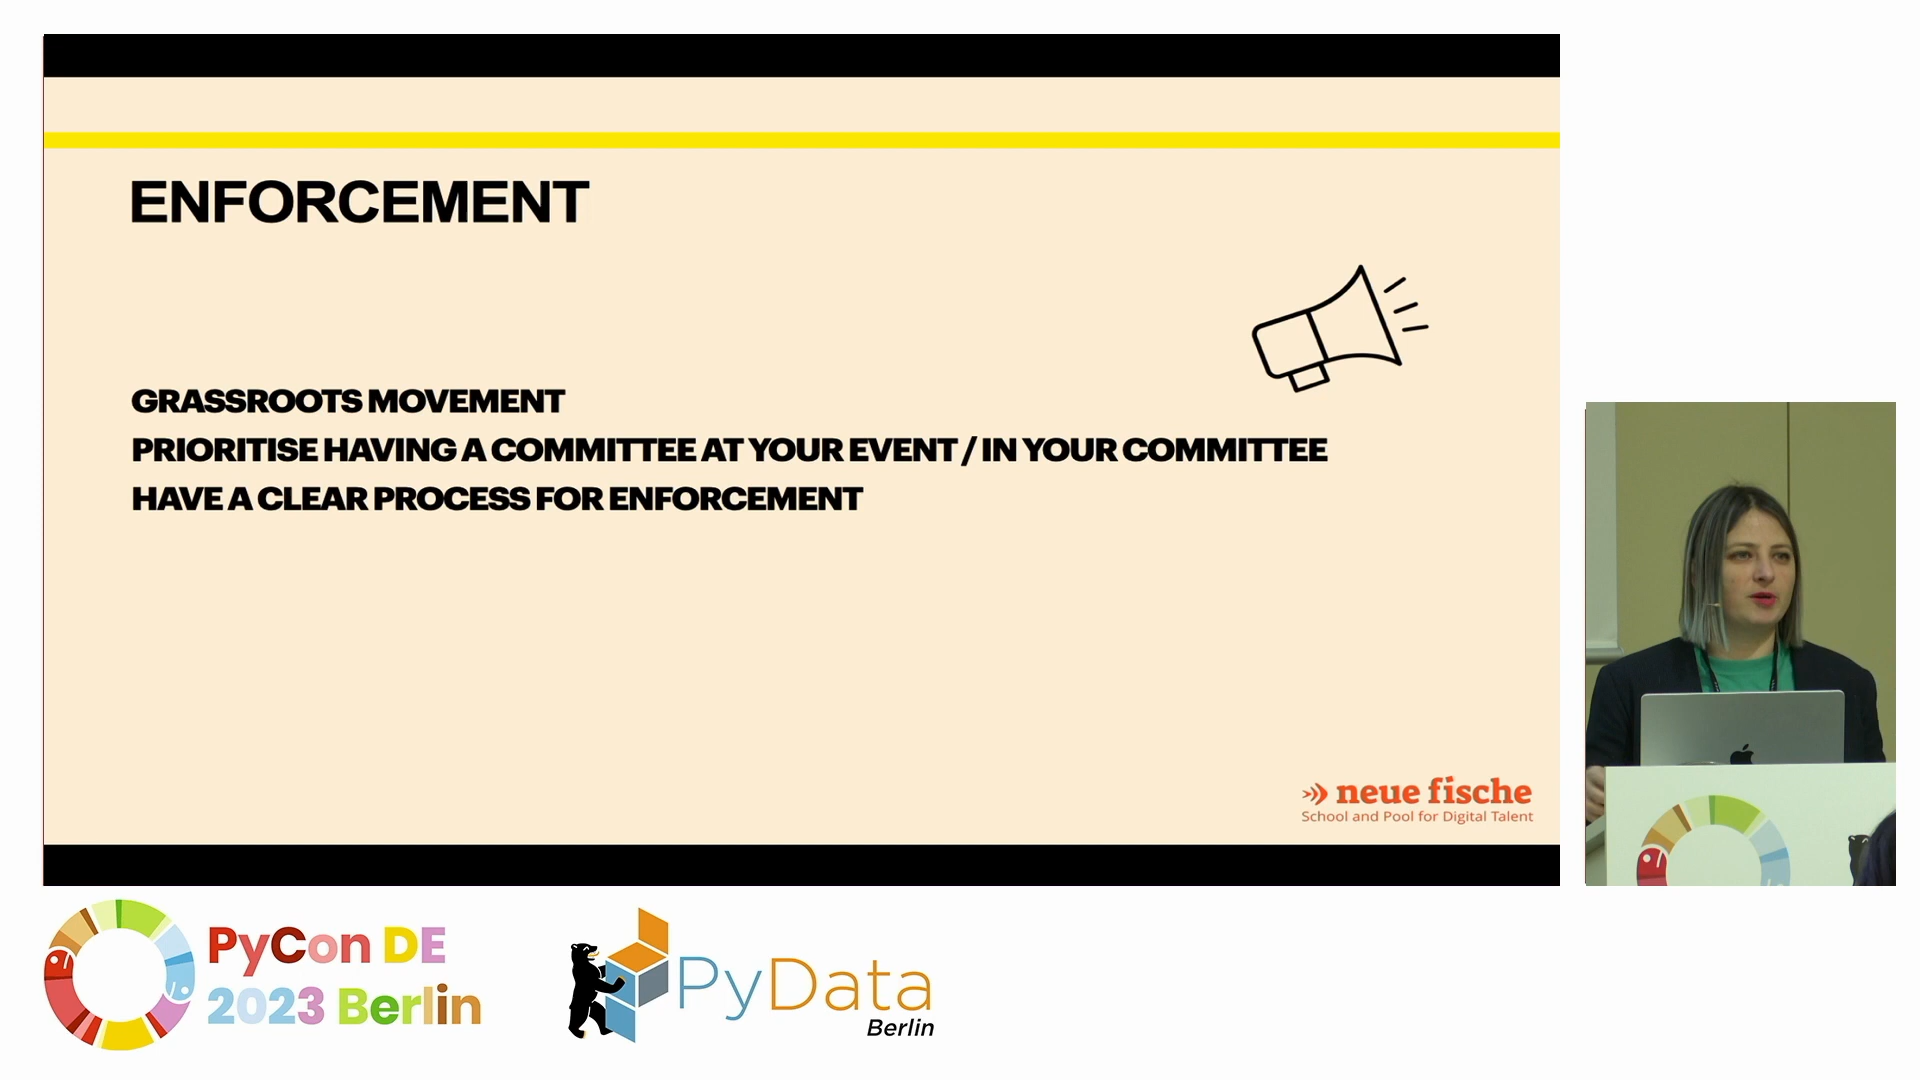 ENFORCEMENT
GRASSROOTS MOVEMENT
PRIORITISE HAVING A COMMITTEE AT YOUR EVENT / IN YOUR COMMITTEE
HAVE A CLEAR PROCESS FOR ENFORCEMENT
neue fische
School and Pool for Digital Talent
PyCon DE
2023 Berlin
PyData
Berlin